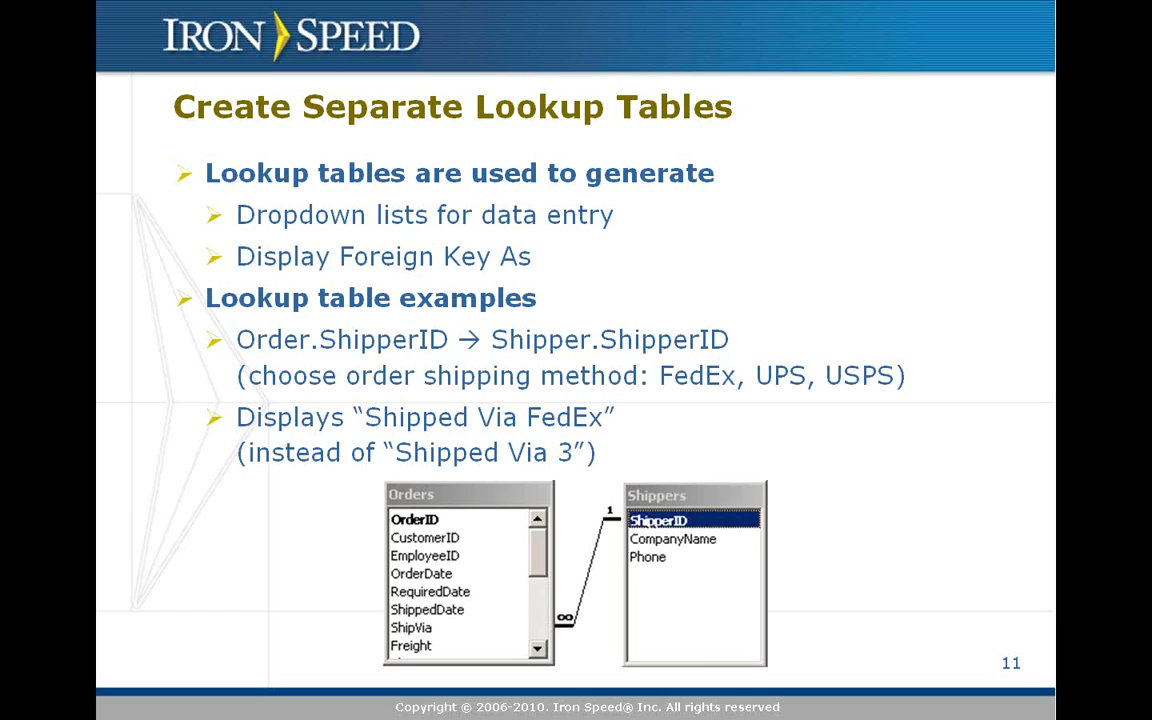 IRON SPEED
Create Separate Lookup Tables
Lookup tables are used to generate
Dropdown lists for data entry
Display Foreign Key As
Lookup table examples
Order.ShipperID → Shipper.ShipperID
(choose order shipping method: FedEx, UPS, USPS)
Displays “Shipped Via FedEx”
(instead of “Shipped Via 3”)
Orders
OrderID
CustomerID
EmployeeID
OrderDate
RequiredDate
ShippedDate
ShipVia
Freight
∞
1
Shippers
ShipperID
CompanyName
Phone
11
Copyright © 2006-2010. Iron Speed® Inc. All rights reserved